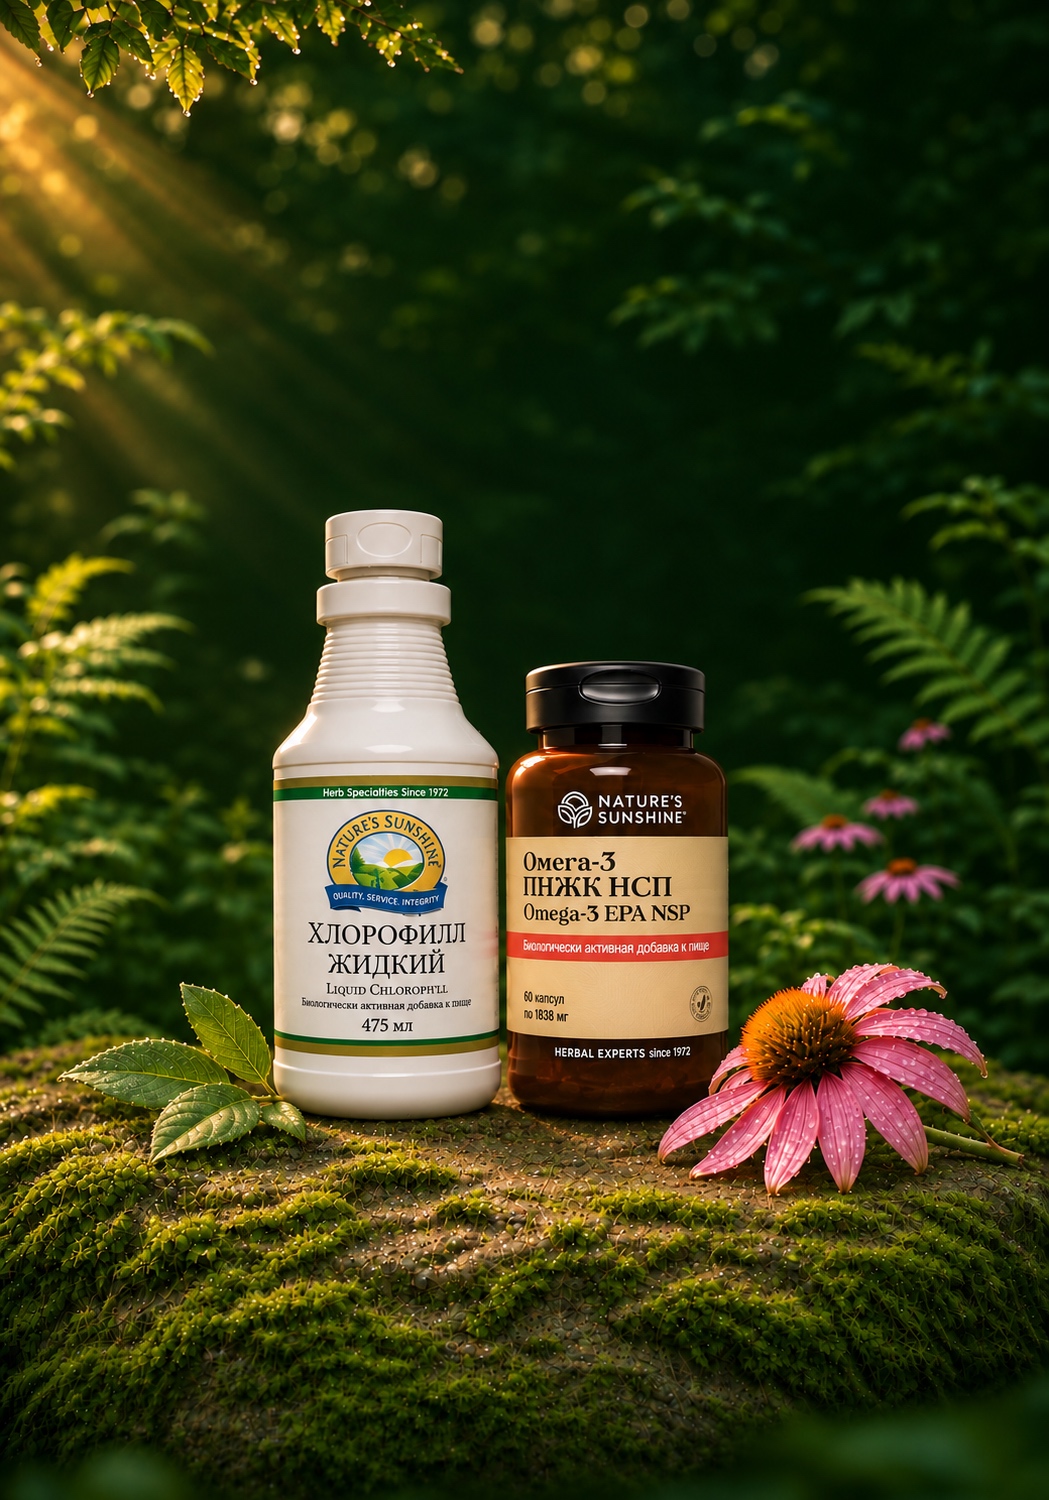 Herb Specialties Since 1972
NATURE'S SUNSHINE®
QUALITY, SERVICE, INTEGRITY
ХЛОРОФИЛЛ
ЖИДКИЙ
LIQUID CHLOROPH'LL
Биологически активная добавка к пище
475 мл
NATURE'S
SUNSHINE®
Омега-3
ПНЖК НСП
Omega-3 EPA NSP
Биологически активная добавка к пище
60 капсул
по 1838 мг
HERBAL EXPERTS since 1972